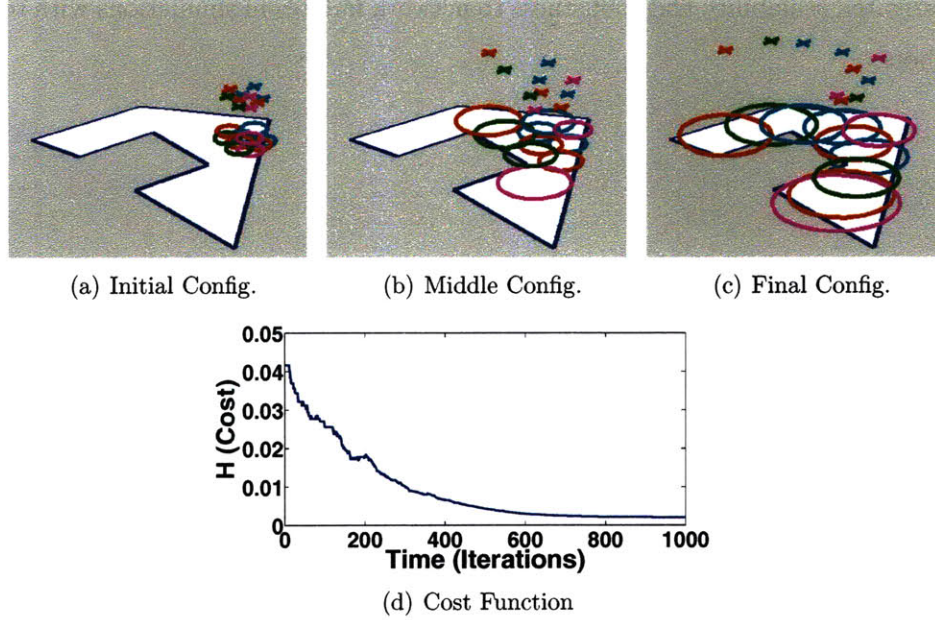 (a) Initial Config.
(b) Middle Config.
(c) Final Config.
0.05
0.04
0.03
0.02
0.01
0
H (Cost)
0 200 400 600 800 1000
Time (Iterations)
(d) Cost Function